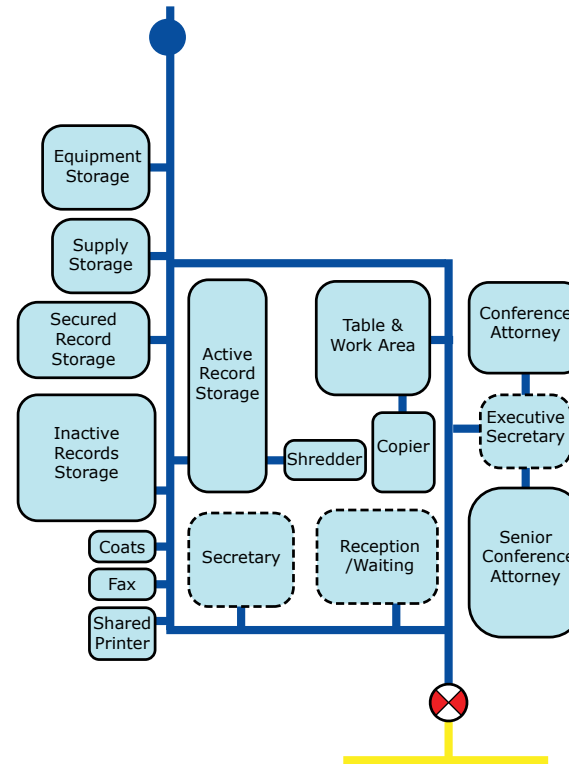 Equipment
Storage
Supply
Storage
Secured
Record
Storage
Active
Record
Storage
Table &
Work Area
Conference
Attorney
Inactive
Records
Storage
Shredder
Copier
Executive
Secretary
Coats
Fax
Shared
Printer
Secretary
Reception
/Waiting
Senior
Conference
Attorney